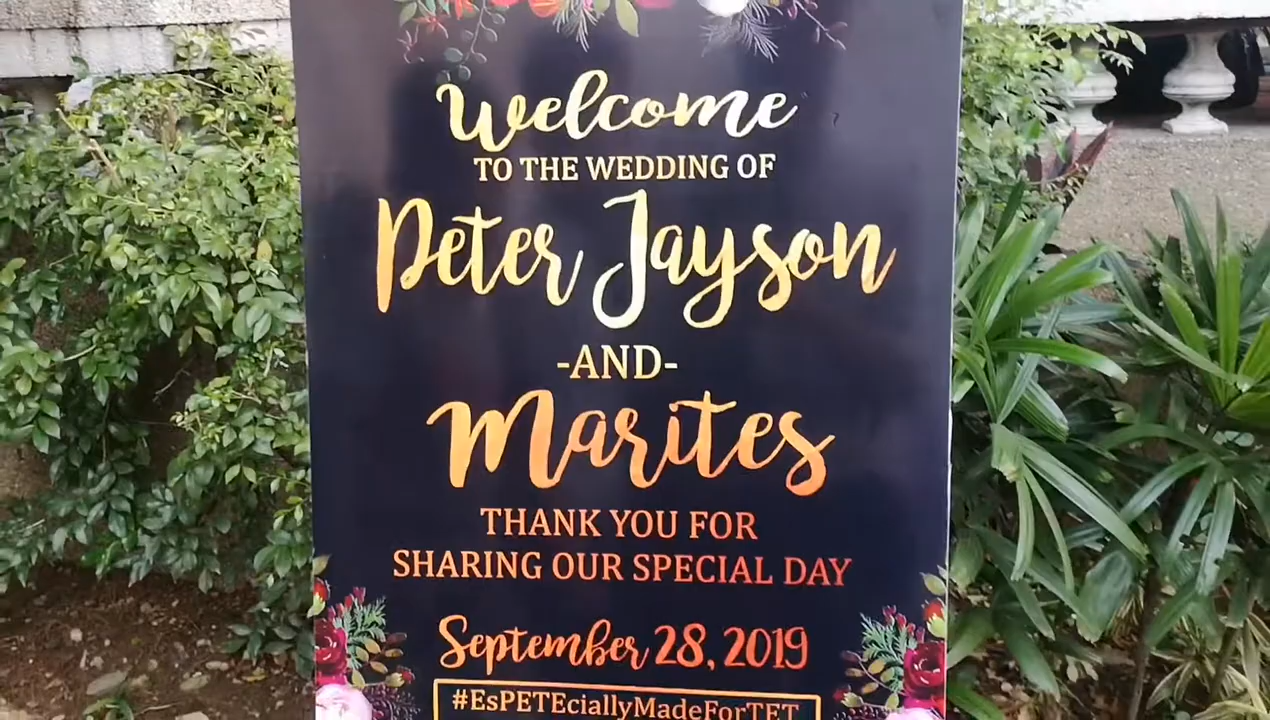 Welcome
TO THE WEDDING OF
Peter Jayson
-AND-
Marites
THANK YOU FOR
SHARING OUR SPECIAL DAY
September 28, 2019
#EsPETEciallyMadeForTET